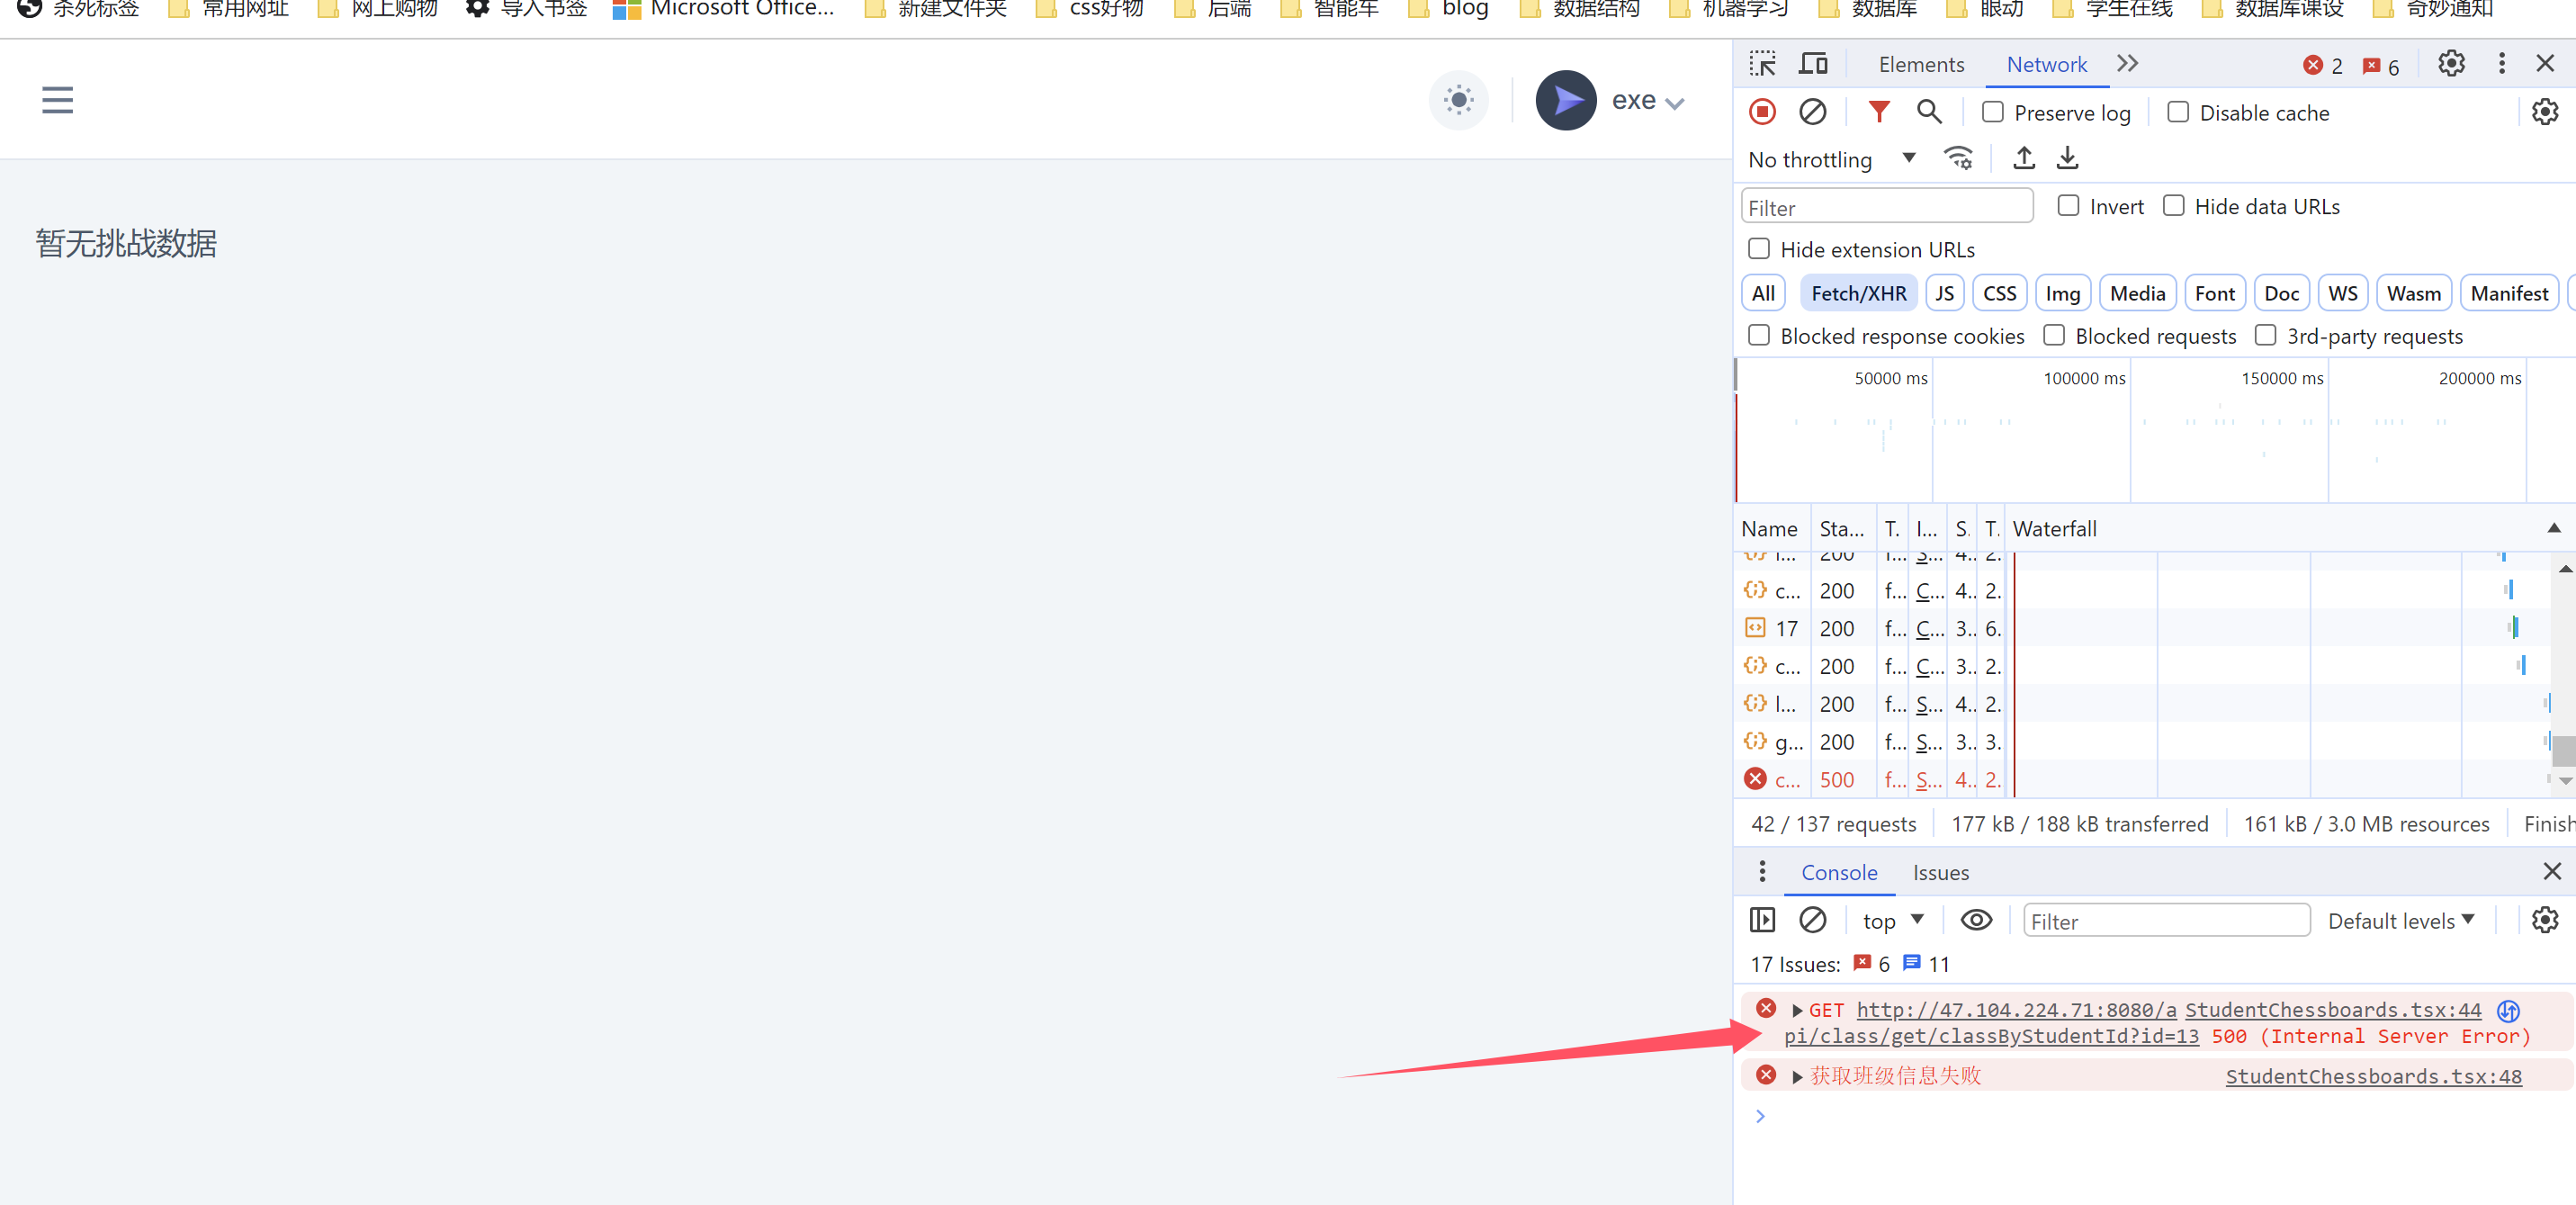 杀死标签 常用网址 网上购物 导入书签 Microsoft Office... 新建文件夹 css好物 后端 智能车 blog 数据结构 机器学习 数据库 眼动 学生在线 数据库课设 奇妙通知
exe
暂无挑战数据
Elements Network 2 6
Preserve log Disable cache
No throttling
Filter Invert Hide data URLs
Hide extension URLs
All Fetch/XHR JS CSS Img Media Font Doc WS Wasm Manifest
Blocked response cookies Blocked requests 3rd-party requests
50000 ms 100000 ms 150000 ms 200000 ms
Name Sta... T. I... S. T. Waterfall
200 4.. 2.
c... 200 f... C... 4.. 2.
17 200 f... C... 3.. 6.
c... 200 f... C... 3.. 2.
l... 200 f... S... 4.. 2.
g... 200 f... S... 3.. 3.
c... 500 f... S... 4.. 2.
42 / 137 requests 177 kB / 188 kB transferred 161 kB / 3.0 MB resources Finish
Console Issues
top Filter Default levels
17 Issues: 6 11
GET http://47.104.224.71:8080/a StudentChessboards.tsx:44
pi/class/get/classByStudentId?id=13 500 (Internal Server Error)
获取班级信息失败 StudentChessboards.tsx:48